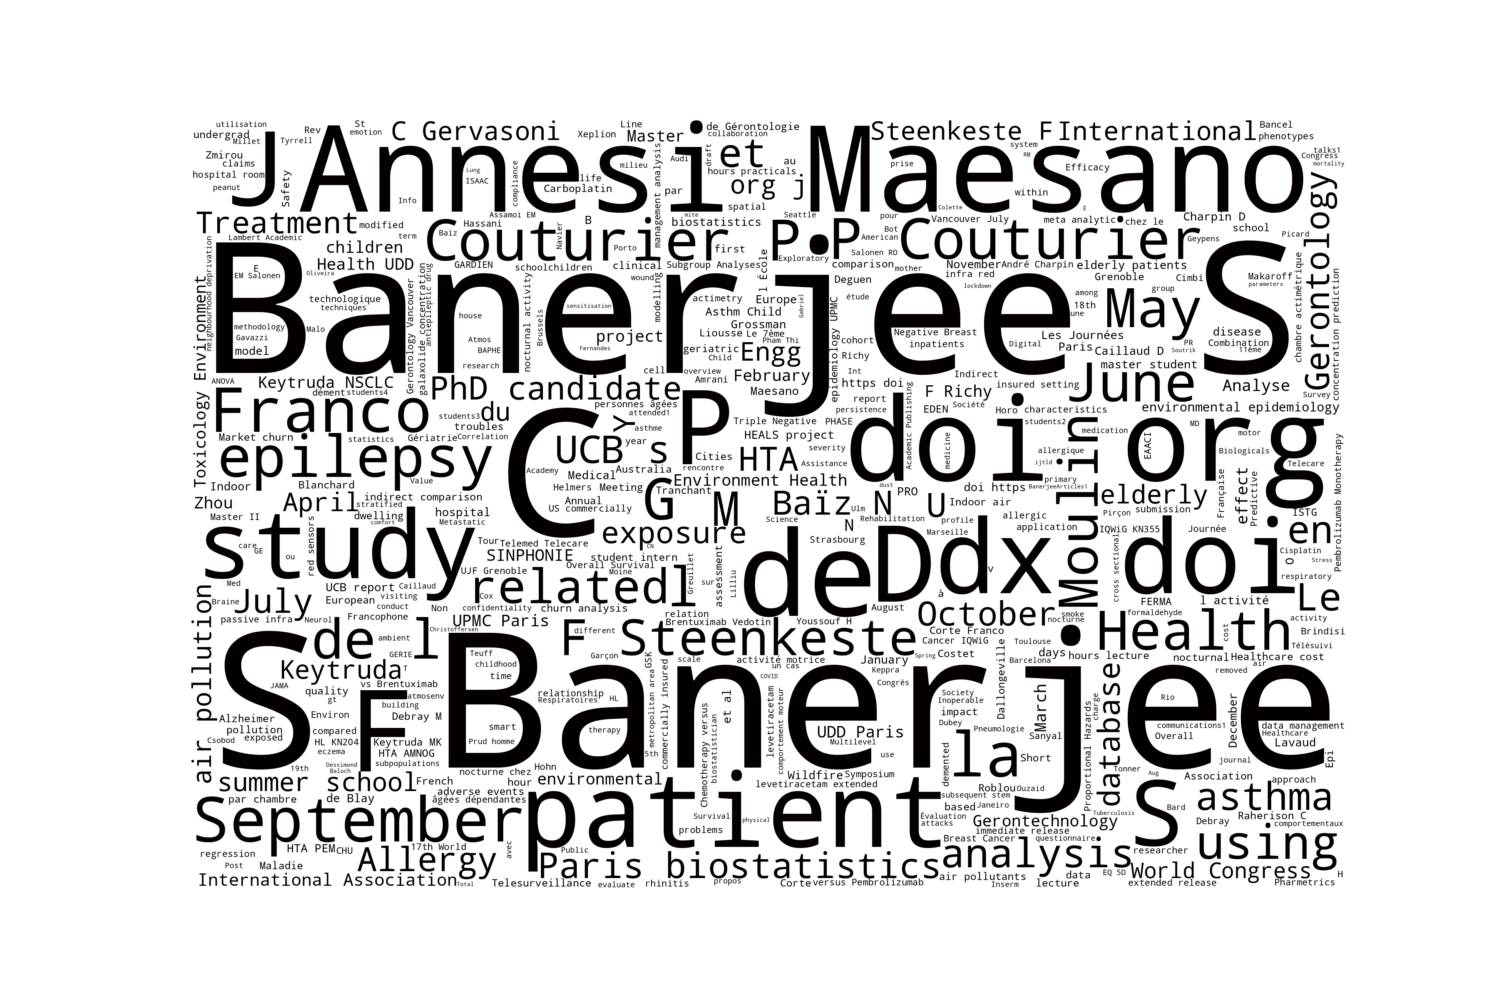 utilisation
undergrad
Millet
Tyrrell
Rev
St
emotion
C Gervasoni
Xeplion
Line
Master
de Gérontologie
collaboration
Steenkeste F
International
Bancel
phenotypes
Zmirou
claims
hospital room
peanut
J
Annesi Maesano
Safety
Info
Lung
ISAAC
compliance
life
Carboplatin
milieu
par
management analysis
Audi
draft
et
au
hours practicals
org j
prise
system
RM
Efficacy
within
talks1
Congress
mortality
Treatment
modified
Lambert Academic
term
children
Health UDD
Assamoi EM
Hassani
Baïz
Couturier P
Navier
B
Porto
spatial
biostatistics
first
Seattle
pour
Bot
American
Colette
E
Vancouver July
meta analytic
chez le
Charpin D
school
P Couturier
Geypens
Picard
Gerontology
neighbourhood deprivation
Toxicology Environment
E
EM Salonen
Oliveira
technologique
techniques
methodology
Gavazzi
model
Malo
Banerjee S
Gerontology Vancouver
galaxolide concentration
antiepileptic drug
GARDIEN
schoolchildren
clinical
Subgroup Analyses
l École
Exploratory
Salonen RO
comparison
mother
November
André Charpin
elderly patients
infra red
lockdown
Grenoble
Cimbi
Makaroff
parameters
house
Atmos
BAPHE
research
nocturnal activity
Brussels
sensitisation
wound
modelling
project
Fernandes
actimetry
Europe
Gabriel
Asthm Child
Grossman
Liousse
Le 7ème
Pham Thi
geriatric
Child
Engg
Deguen
étude
epidemiology UPMC
cohort
Richy
Negative Breast
inpatients
Digital
among
18th
une
group
May
Les Journées
Paris
Caillaud D
PR
Soutrik
disease
Combination
11ème
chambre actimétrique
concentration prediction
ANOVA
Keytruda NSCLC
dément
students4
PhD candidate
cell
overview
Amrani
February
Maesano
Int
https doi
Indirect
insured setting
master student
June
Analyse
Survey
Franco
students3
du
troubles
personnes âgées
attended1
asthme
Y
P
report
persistence
F Richy
EDEN
Société
Horo
characteristics
students2
environmental epidemiology
Market churn
statistics
Gériatrie
Correlation
epilepsy
C
UCB
s
year
Triple Negative
PHASE
HEALS project
severity
Academic Publishing
doi org
medicine
allergique
ijtld
medication
MD
EAACI
motor
Biologicals
Telecare
Indoor
Blanchard
Value
Academy
Medical
Australia
Cities
rencontre
HTA
Assistance
Environment Health
Helmers
Meeting
Tranchant
dust
doi https
primary
BanerjeeArticles1
Moulin
Zhou
Master II
April
indirect comparison
stratified
dwelling
comfort
hospital
Metastatic
Annual
US commercially
G
M
Baïz N
Ulm
PRO
U
Indoor air
elderly
Pirçon
submission
effect
Predictive
Française
ISTG
Pembrolizumab Monotherapy
study
care
GE
ou
red sensors
Tour
Telemed Telecare
SINPHONIE
exposure
student intern
Science
N
Rehabilitation
Strasbourg
profile
Marseille
allergic
application
IQWiG KN355
Journée
en
Cisplatin
O
Stress
respiratory
Med
Braine
UCB report
European
Caillaud
visiting
conduct
UJF Grenoble
Moine
Overall Survival
CN
relatedl
Cox
Greuillet
sur
assessment
Lilliu
de
Ddx
v
à
cross sectional
doi
FERMA
l activité
Le
July
passive infra
Neurol
Francophone
Non
confidentiality
churn analysis
relation
August
October
smoke
nocturne
formaldehyde
cost
activity
Brindisi
air pollution
de l
ambient
GERIE
Christoffersen
UPMC Paris
F Steenkeste
different
Brentuximab Vedotin
Youssouf H
Corte Franco
Cancer IQWiG
Toulouse
days
hours lecture
Health
nocturnal
Healthcare cost
Télésuivi
Keytruda
T
JAMA
quality
gt
vs Brentuximab
atmosenv
building
Teuff
childhood
time
Garçon
scale
GSK
activité motrice
un cas
COVID
January
Keppra
Congrès
Spring
Costet
Barcelona
removed
air
S F Banerjee S
Alzheimer
pollution
exposed
Csobod
Environ
compared
HL KN204
eczema
Debray M
Keytruda MK
HTA AMNOG
subpopulations
smart
Prud homme
relationship
Respiratoires
HL
therapy
metropolitan area
commercially insured
et al
biostatistician
Chemotherapy versus
levetiracetam
comportement moteur
UDD Paris
Multilevel
use
Society
Inoperable
impact
Dubey
Dallongeville
Pneumologie
March
Sanyal
database
charge
Proportional Hazards
Rio
communications1
Overall
December
data management
Healthcare
Lavaud
journal
Epi
19th
Dessimond
Baloch
summer school
French
nocturne chez
hour
Hohn
environmental
5th
Wildfire
Symposium
levetiracetam extended
demented
la
Short
Roblou
Ouzaid
Tonner
Aug
Association
approach
asthma
par chambre
de Blay
adverse events
âgées dépendantes
September
patient
Survival
problems
physical
based
subsequent stem
Janeiro
Évaluation
attacks
Gerontechnology
immediate release
Breast Cancer
questionnaire
Tuberculosis
Bard
Debray
Raherison C
comportementaux
regression
Post
HTA PEM
CHU
Maladie
17th World
Allergy
avec
Public
Paris biostatistics
analysis
researcher
using
International Association
Total
Telesurveillance
evaluate
rhinitis
propos
Corte
versus Pembrolizumab
air pollutants
Inserm
lecture
data
EQ 5D
World Congress
extended release
Pharmetrics
H